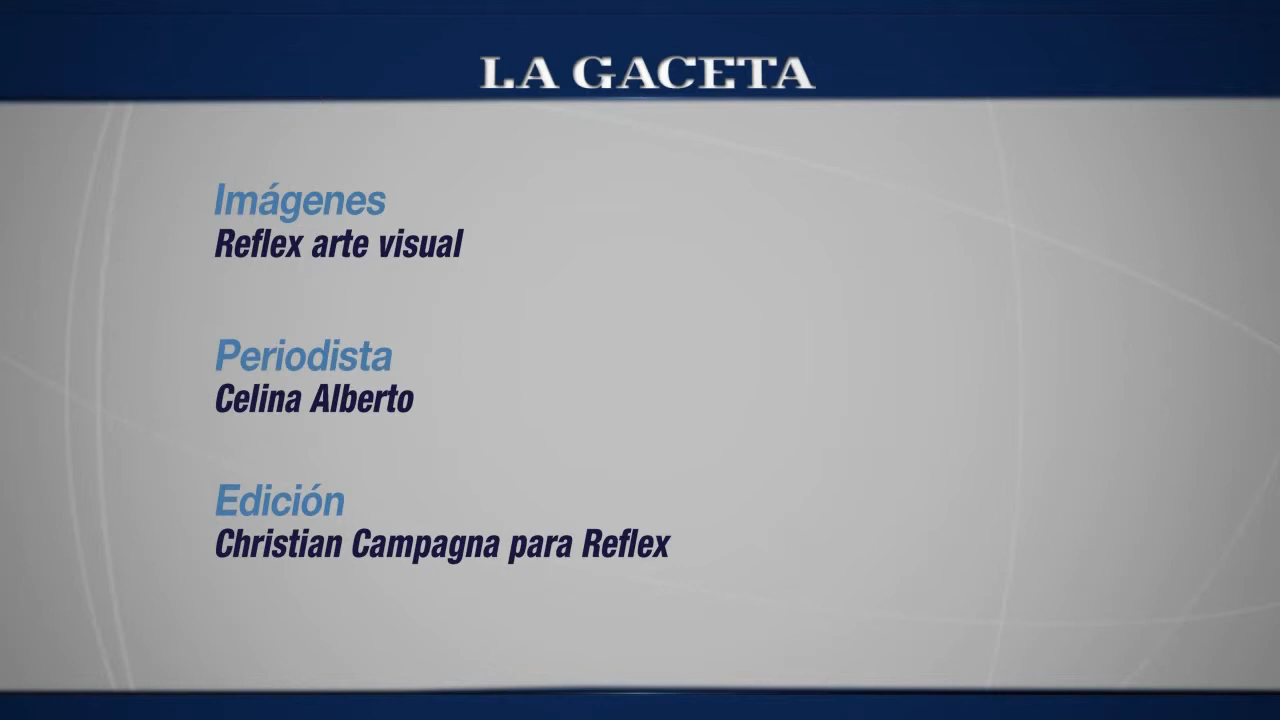 LA GACETA
Imágenes
Reflex arte visual
Periodista
Celina Alberto
Edición
Christian Campagna para Reflex